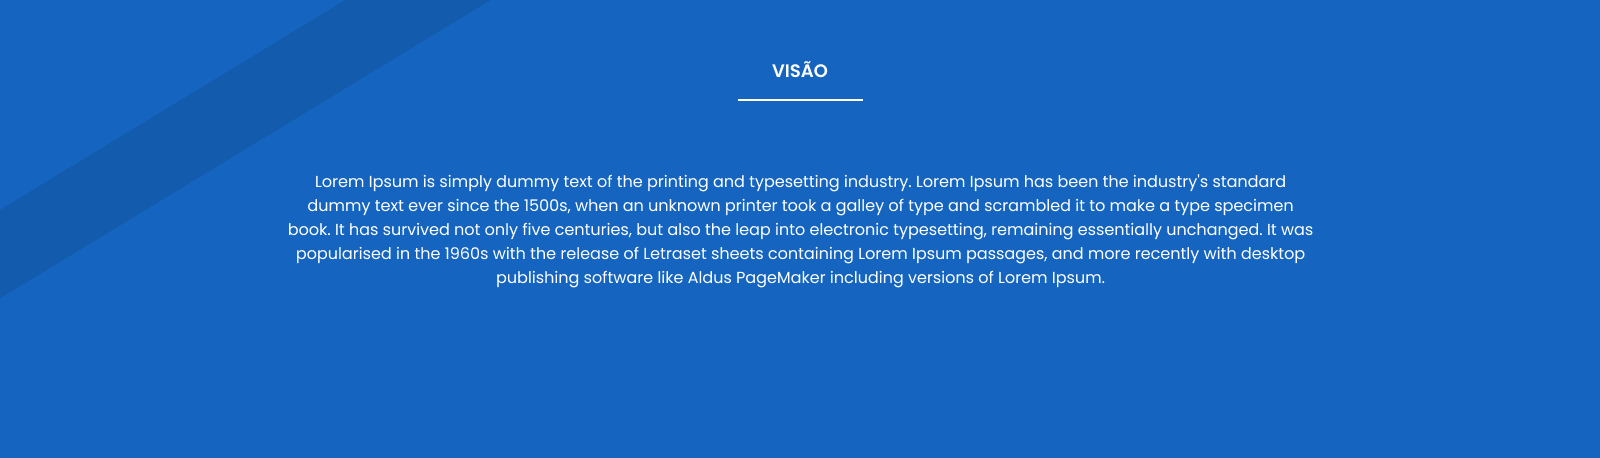 VISÃO
Lorem Ipsum is simply dummy text of the printing and typesetting industry. Lorem Ipsum has been the industry's standard
dummy text ever since the 1500s, when an unknown printer took a galley of type and scrambled it to make a type specimen
book. It has survived not only five centuries, but also the leap into electronic typesetting, remaining essentially unchanged. It was
popularised in the 1960s with the release of Letraset sheets containing Lorem Ipsum passages, and more recently with desktop
publishing software like Aldus PageMaker including versions of Lorem Ipsum.